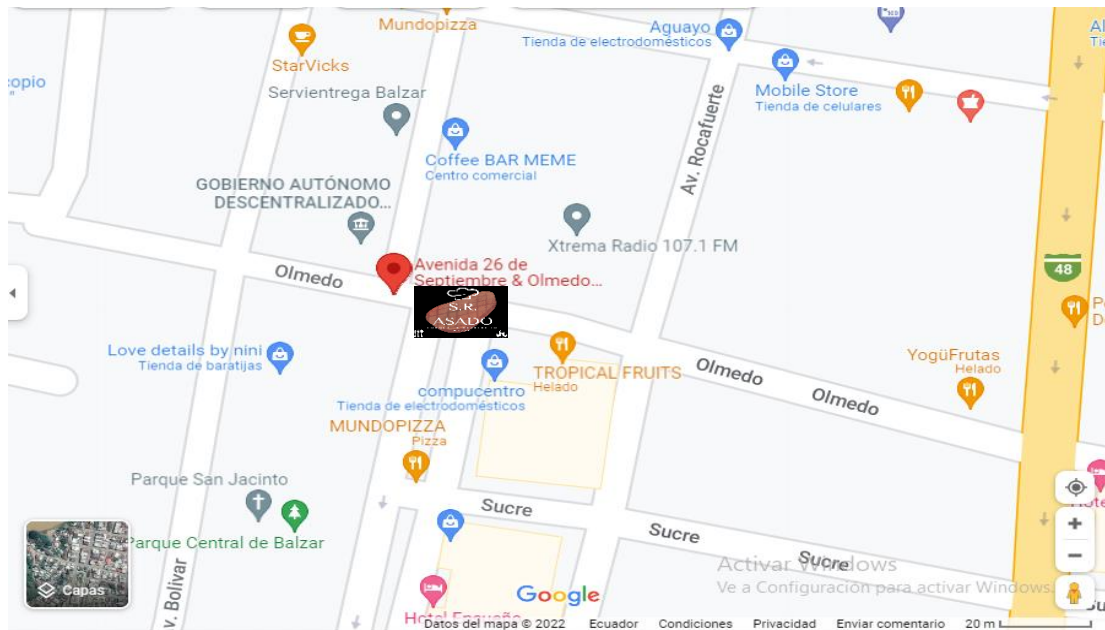 Mundopizza
Aguayo
Tienda de electrodomésticos
StarVicks
copio
Servientrega Balzar
Mobile Store
Tienda de celulares
Av. Rocafuerte
Coffee BAR MEME
Centro comercial
GOBIERNO AUTÓNOMO
DESCENTRALIZADO...
Xtrema Radio 107.1 FM
Olmedo
Avenida 26 de
Septiembre & Olmedo...
48
S.R.
ASADO
Love details by nini
Tienda de baratijas
TROPICAL FRUITS
Helado
Olmedo
Olmedo
YogüFrutas
Helado
compucentro
Tienda de electrodomésticos
MUNDOPIZZA
Pizza
Parque San Jacinto
Parque Central de Balzar
Sucre
Sucre
Sucre
Capas
v. Bolivar
Activar Windows
Ve a Configuración para activar Windows.
Google
Datos del mapa © 2022 Ecuador Condiciones Privacidad Enviar comentario 20 m